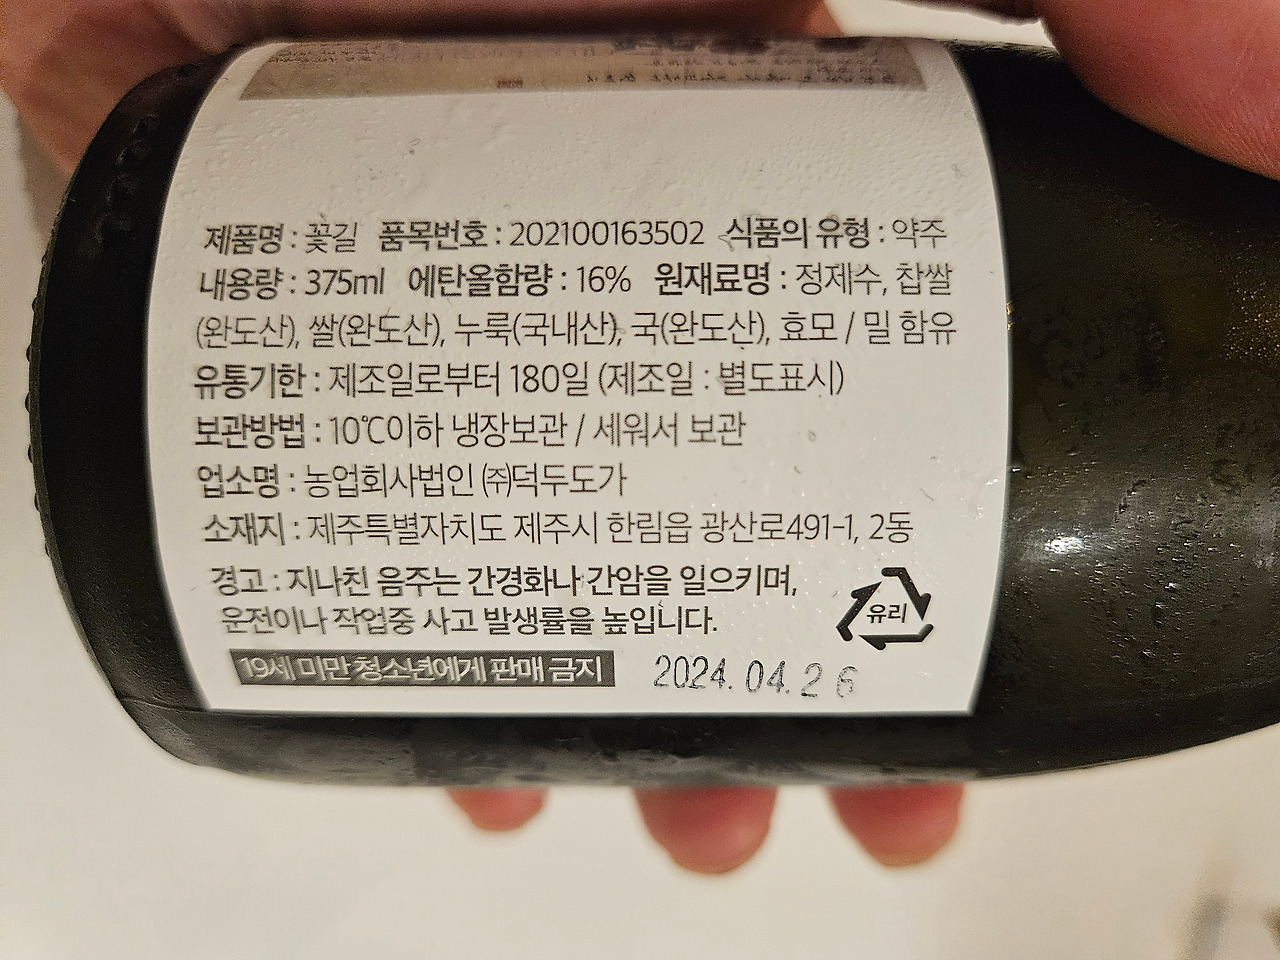 제품명 : 꽃길 품목번호 : 202100163502 식품의 유형 : 약주
내용량 : 375ml 에탄올함량 : 16% 원재료명 : 정제수, 찹쌀
(완도산), 쌀(완도산), 누룩(국내산), 국(완도산), 효모 / 밀 함유
유통기한 : 제조일로부터 180일 (제조일 : 별도표시)
보관방법 : 10℃이하 냉장보관 / 세워서 보관
업소명 : 농업회사법인 ㈜덕두도가
소재지 : 제주특별자치도 제주시 한림읍 광산로491-1, 2동
경고 : 지나친 음주는 간경화나 간암을 일으키며,
운전이나 작업중 사고 발생률을 높입니다.
유리
19세 미만 청소년에게 판매 금지
2024.04.26